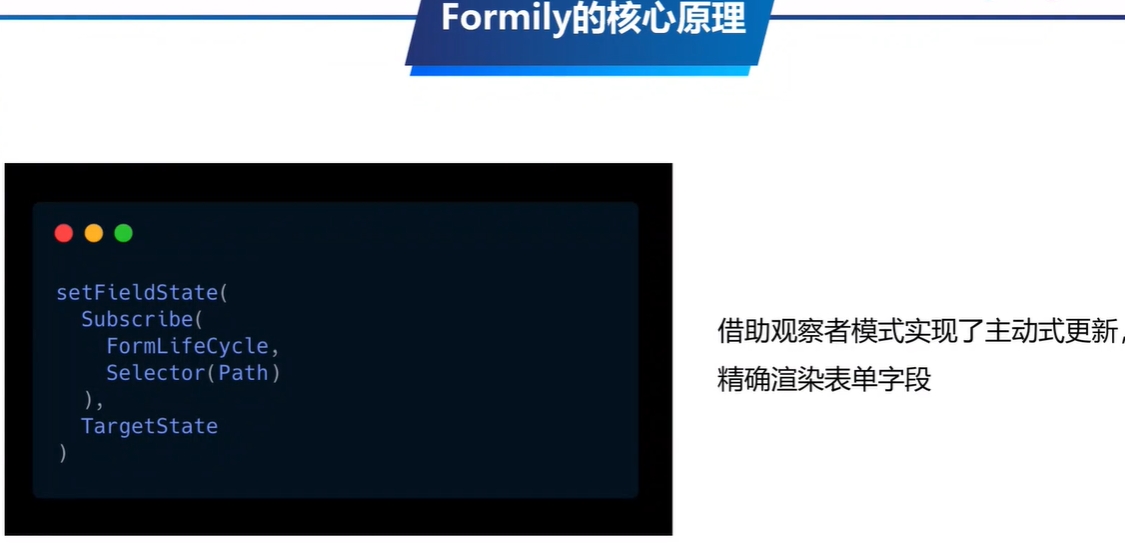 Formily的核心原理
setFieldState(
  Subscribe(
    FormLifeCycle,
    Selector(Path)
  ),
  TargetState
)
借助观察者模式实现了主动式更新,
精确渲染表单字段